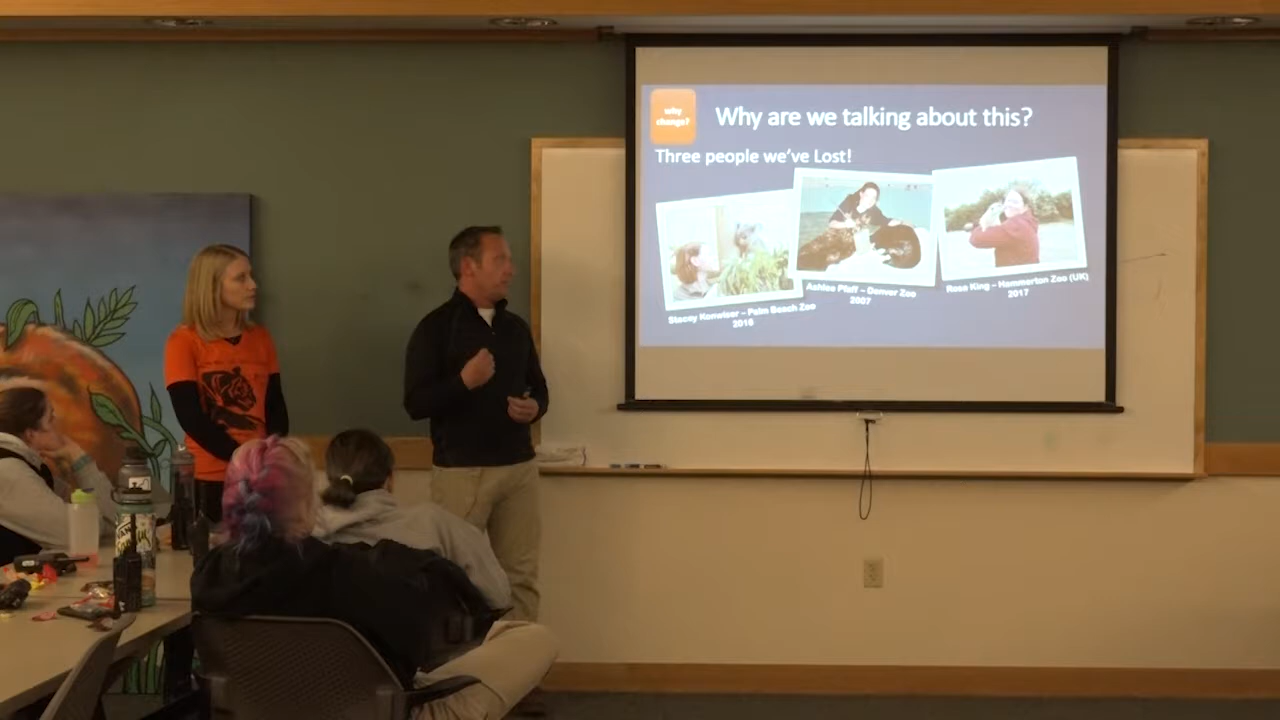 why
change?
Why are we talking about this?
Three people we've Lost!
Stacey Konwiser – Palm Beach Zoo
2016
Ashlee Pfaff – Denver Zoo
2007
Rosa King – Hammerton Zoo (UK)
2017